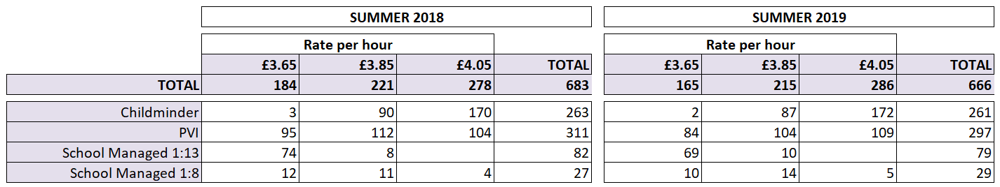 SUMMER 2018 SUMMER 2019
Rate per hour Rate per hour
£3.65 £3.85 £4.05 TOTAL £3.65 £3.85 £4.05 TOTAL
TOTAL 184 221 278 683 165 215 286 666
Childminder 3 90 170 263 2 87 172 261
PVI 95 112 104 311 84 104 109 297
School Managed 1:13 74 8 82 69 10 79
School Managed 1:8 12 11 4 27 10 14 5 29